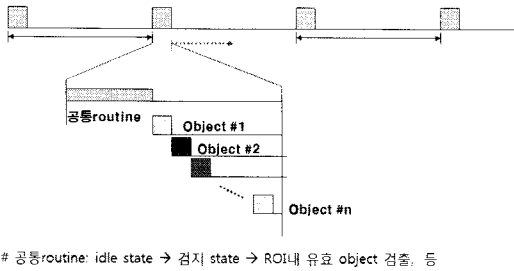 공통routine
Object #1
Object #2
Object #n
# 공통routine: idle state → 검지 state → ROI내 유효 object 검출, 등